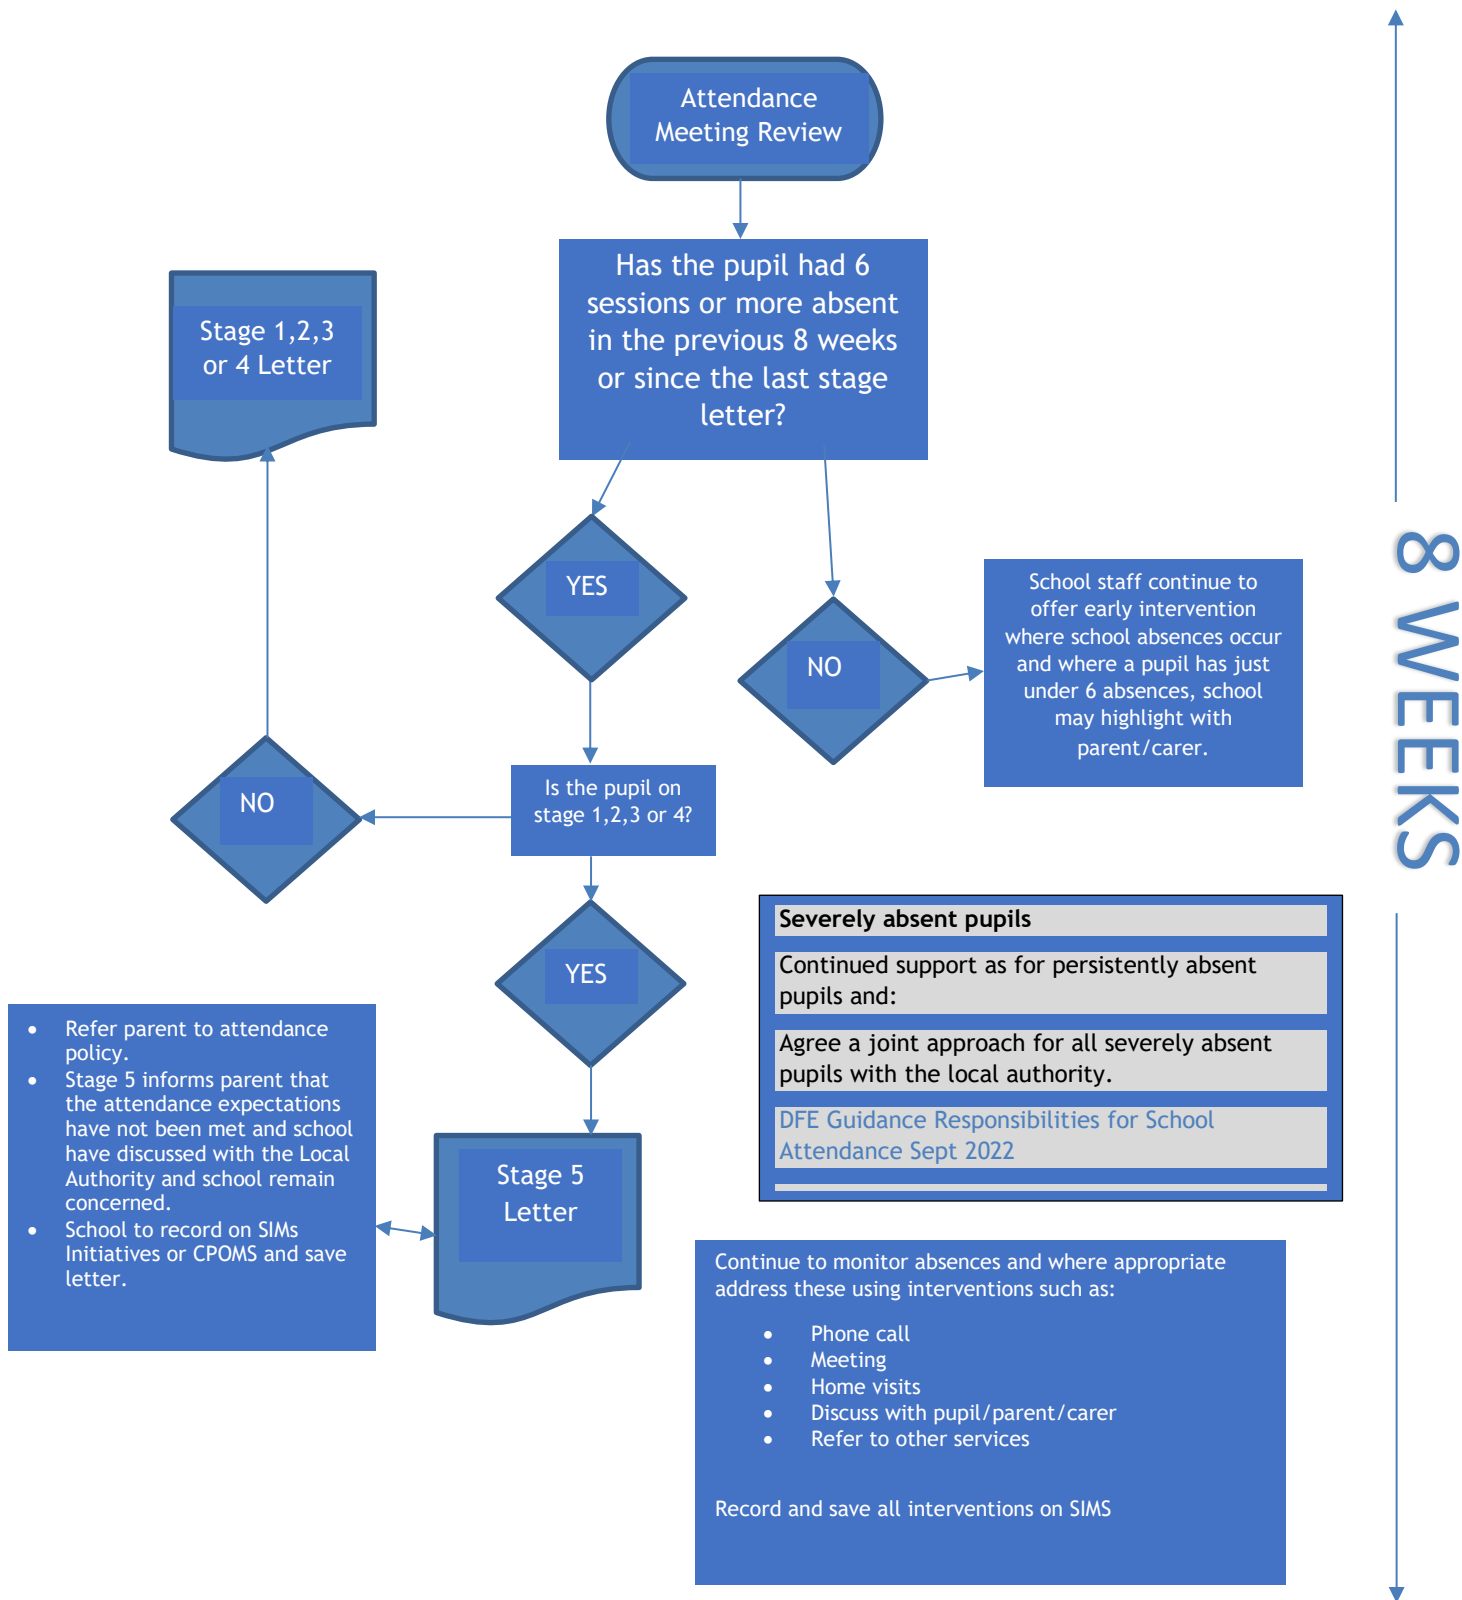 Attendance
Meeting Review
Has the pupil had 6
sessions or more absent
in the previous 8 weeks
or since the last stage
letter?
Stage 1,2,3
or 4 Letter
YES
NO
School staff continue to
offer early intervention
where school absences occur
and where a pupil has just
under 6 absences, school
may highlight with
parent/carer.
8 WEEKS
Is the pupil on
stage 1,2,3 or 4?
NO
YES
Severely absent pupils
Continued support as for persistently absent
pupils and:
Agree a joint approach for all severely absent
pupils with the local authority.
DFE Guidance Responsibilities for School
Attendance Sept 2022
• Refer parent to attendance
policy.
• Stage 5 informs parent that
the attendance expectations
have not been met and school
have discussed with the Local
Authority and school remain
concerned.
• School to record on SIMs
Initiatives or CPOMS and save
letter.
Stage 5
Letter
Continue to monitor absences and where appropriate
address these using interventions such as:
• Phone call
• Meeting
• Home visits
• Discuss with pupil/parent/carer
• Refer to other services
Record and save all interventions on SIMS